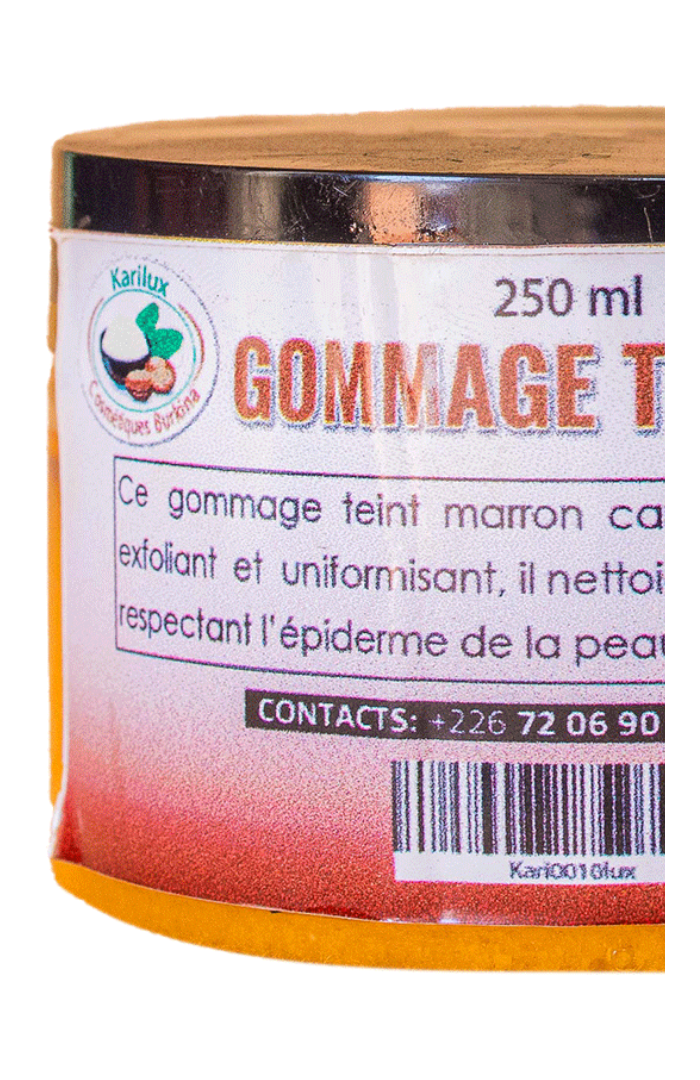 Karilux
Cosmétiques Burkina
250 ml
GOMMAGE T
Ce gommage teint marron ca
exfoliant et uniformisant, il nettoi
respectant l'épiderme de la peau
CONTACTS: +226 72 06 90
Kari0010lux